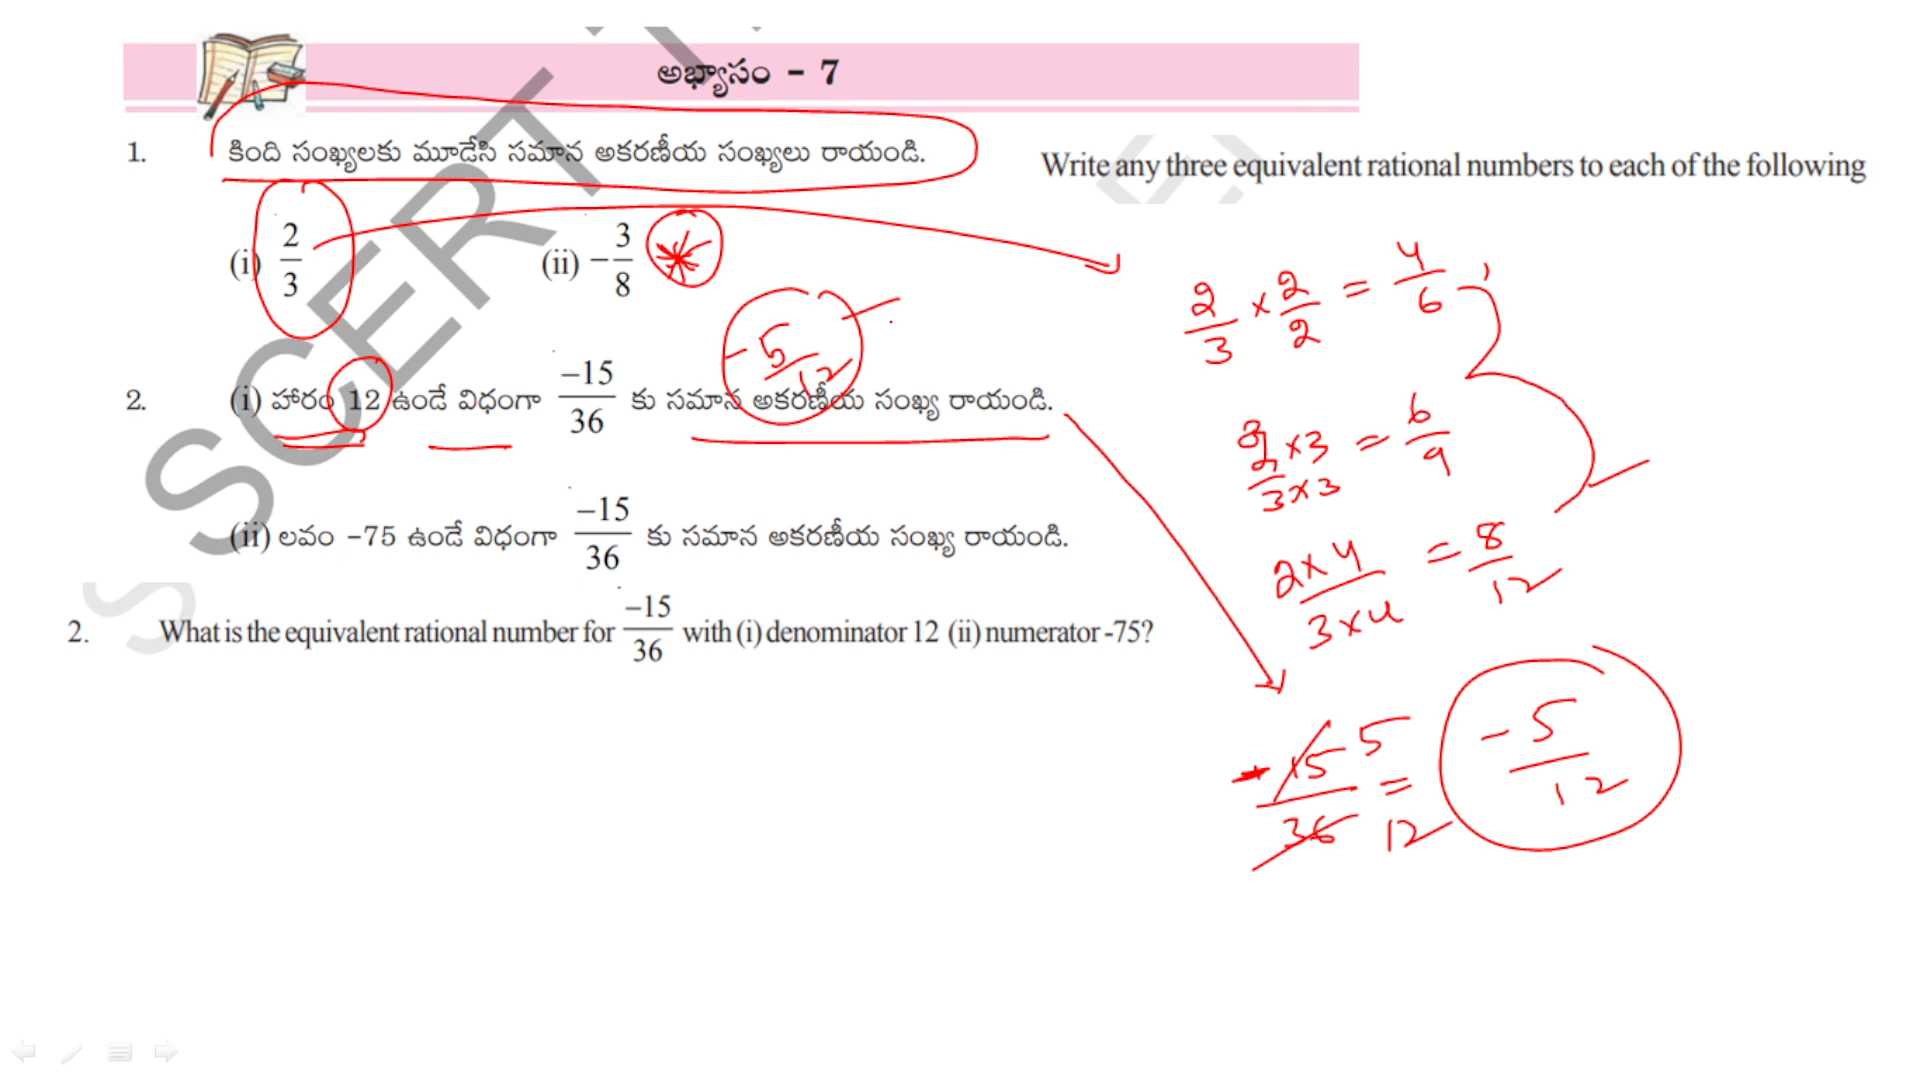 అభ్యాసం - 7
1. కింది సంఖ్యలకు మూడేసి సమాన అకరణీయ సంఖ్యలు రాయండి.
Write any three equivalent rational numbers to each of the following
(i) 2/3 (ii) -3/8
2/3 × 2/2 = 4/6 ,
-5/12
2. (i) హారం 12 ఉండే విధంగా -15/36 కు సమాన అకరణీయ సంఖ్య రాయండి.
2×3/3×3 = 6/9
(ii) లవం -75 ఉండే విధంగా -15/36 కు సమాన అకరణీయ సంఖ్య రాయండి.
2×4/3×4 = 8/12
2. What is the equivalent rational number for -15/36 with (i) denominator 12 (ii) numerator -75?
-15/36 5/12 = -5/12
SCERT